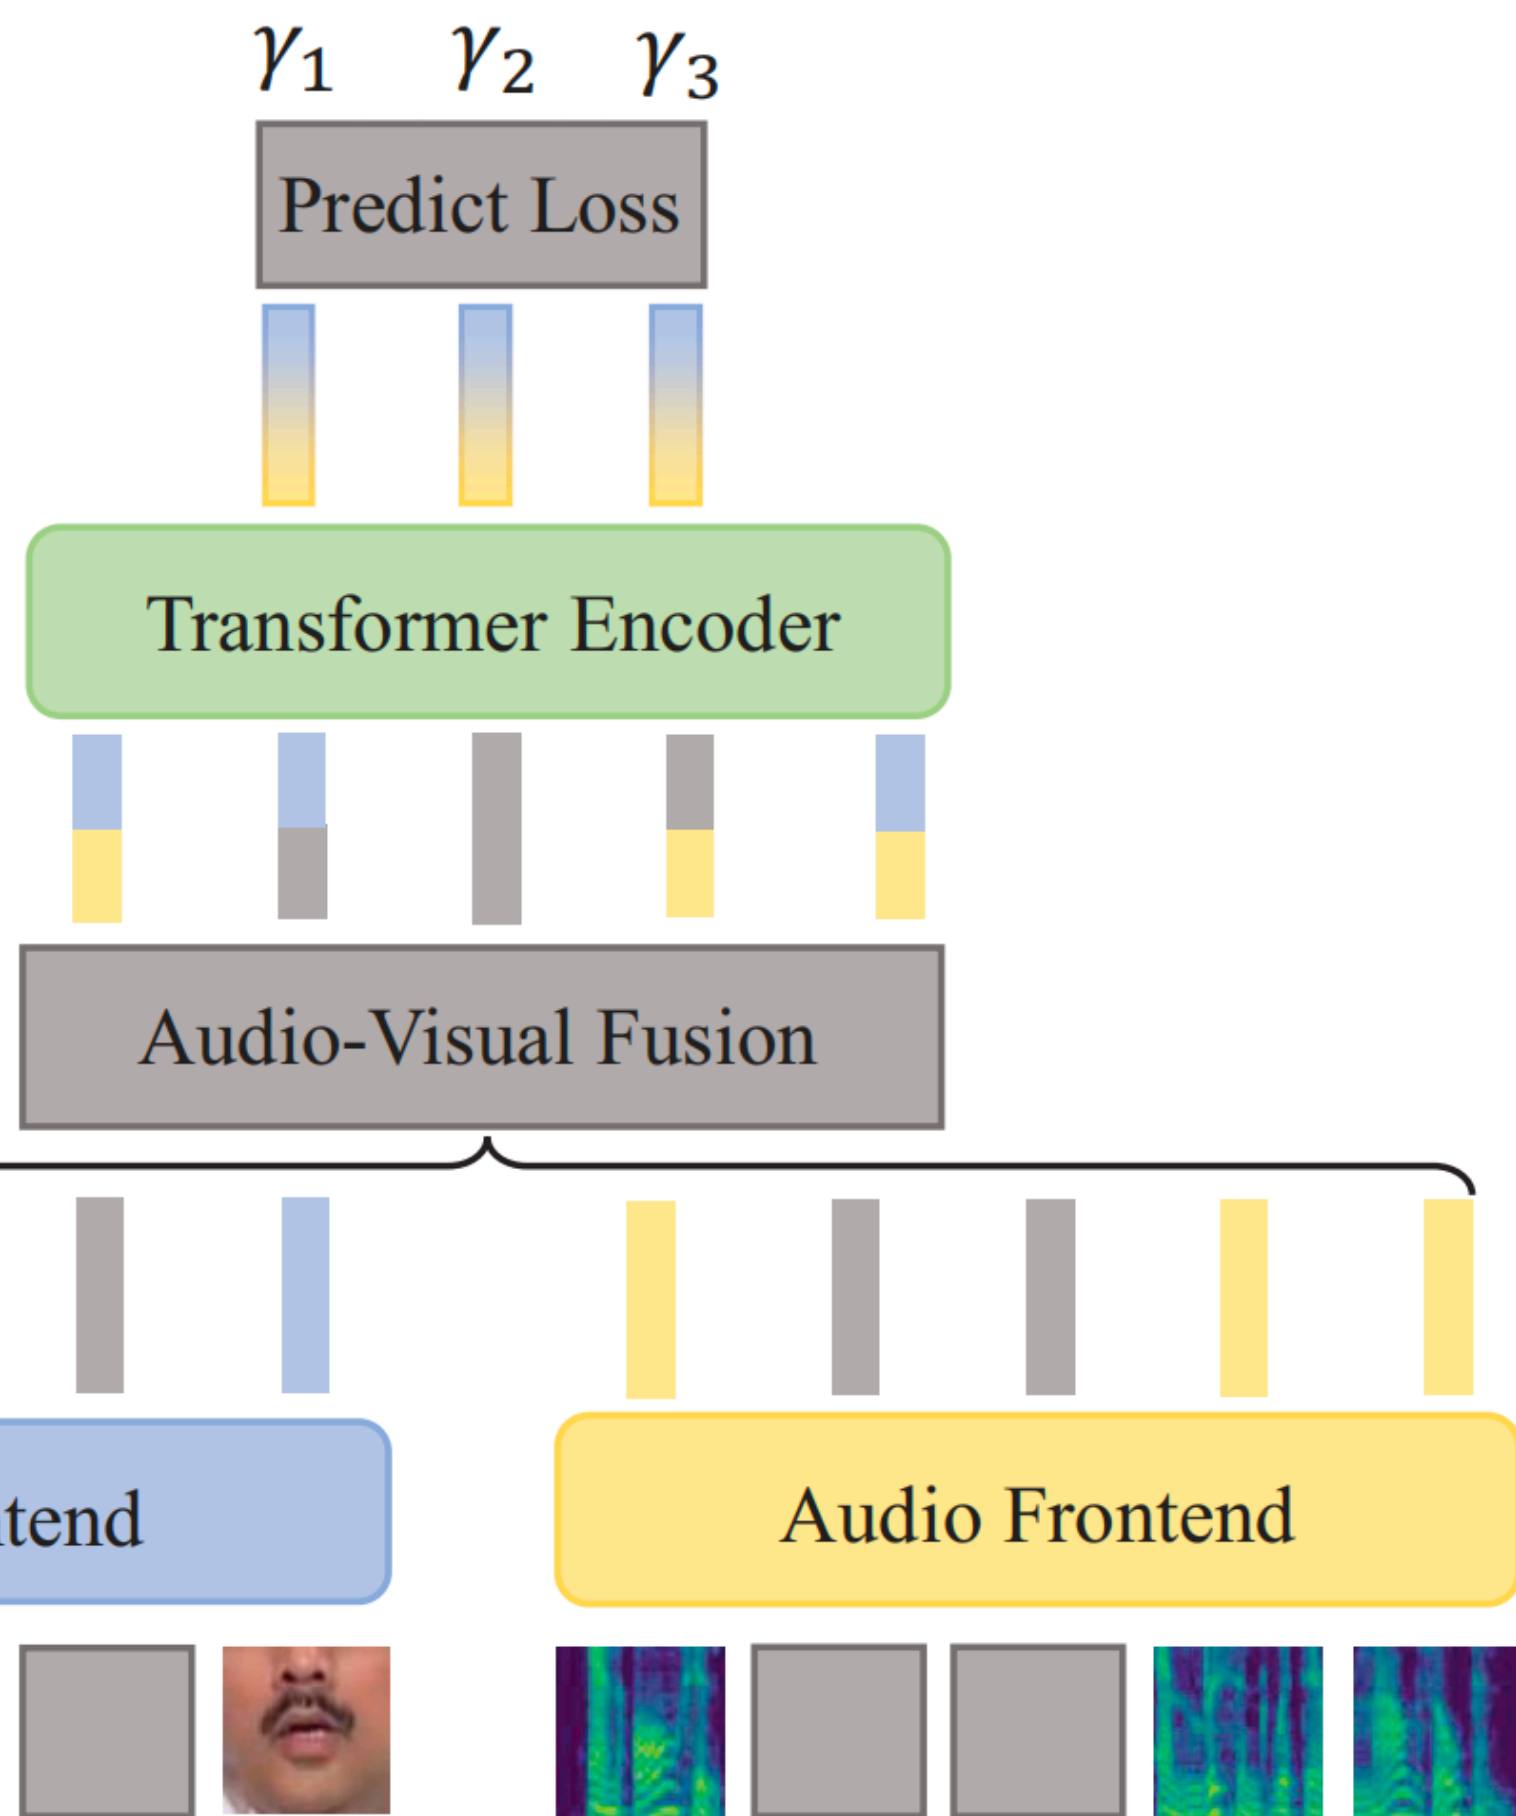 γ₁ γ₂ γ₃
Predict Loss
Transformer Encoder
Audio-Visual Fusion
tend
Audio Frontend